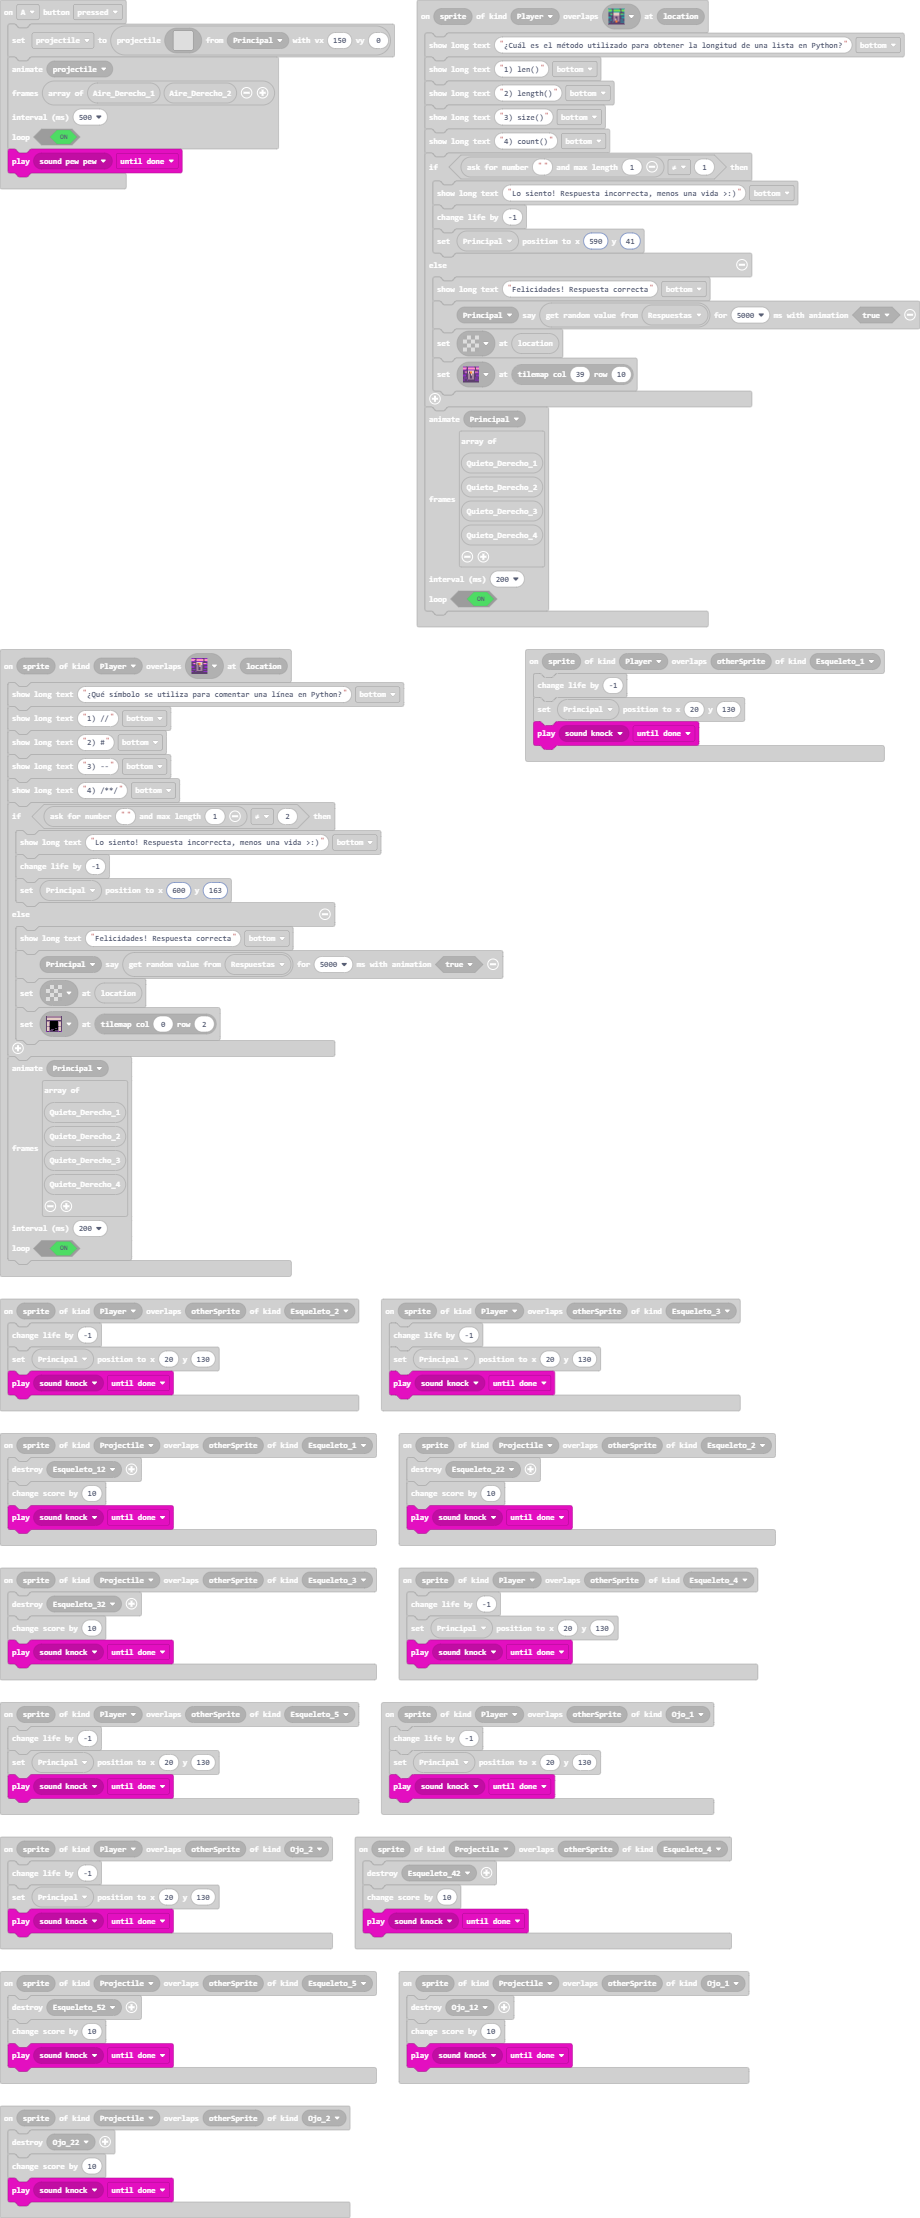 on A button pressed
set projectile to projectile from Principal with vx 150 vy 0
animate projectile
frames array of Aire_Derecho_1 Aire_Derecho_2
interval (ms) 500
loop ON
play sound pew pew until done
on sprite of kind Player overlaps at location
show long text "¿Cuál es el método utilizado para obtener la longitud de una lista en Python?" bottom
show long text "1) len()" bottom
show long text "2) length()" bottom
show long text "3) size()" bottom
show long text "4) count()" bottom
if ask for number "" and max length 1 ≠ 1 then
show long text "Lo siento! Respuesta incorrecta, menos una vida >:)" bottom
change life by -1
set Principal position to x 590 y 41
else
show long text "Felicidades! Respuesta correcta" bottom
Principal say get random value from Respuestas for 5000 ms with animation true
set at location
set at tilemap col 39 row 10
animate Principal
array of
Quieto_Derecho_1
Quieto_Derecho_2
frames
Quieto_Derecho_3
Quieto_Derecho_4
interval (ms) 200
loop ON
on sprite of kind Player overlaps at location
show long text "¿Qué símbolo se utiliza para comentar una línea en Python?" bottom
show long text "1) //" bottom
show long text "2) #" bottom
show long text "3) --" bottom
show long text "4) /**/" bottom
if ask for number "" and max length 1 ≠ 2 then
show long text "Lo siento! Respuesta incorrecta, menos una vida >:)" bottom
change life by -1
set Principal position to x 600 y 163
else
show long text "Felicidades! Respuesta correcta" bottom
Principal say get random value from Respuestas for 5000 ms with animation true
set at location
set at tilemap col 0 row 2
animate Principal
array of
Quieto_Derecho_1
Quieto_Derecho_2
frames
Quieto_Derecho_3
Quieto_Derecho_4
interval (ms) 200
loop ON
on sprite of kind Player overlaps otherSprite of kind Esqueleto_1
change life by -1
set Principal position to x 20 y 130
play sound knock until done
on sprite of kind Player overlaps otherSprite of kind Esqueleto_2
change life by -1
set Principal position to x 20 y 130
play sound knock until done
on sprite of kind Player overlaps otherSprite of kind Esqueleto_3
change life by -1
set Principal position to x 20 y 130
play sound knock until done
on sprite of kind Projectile overlaps otherSprite of kind Esqueleto_1
destroy Esqueleto_12
change score by 10
play sound knock until done
on sprite of kind Projectile overlaps otherSprite of kind Esqueleto_2
destroy Esqueleto_22
change score by 10
play sound knock until done
on sprite of kind Projectile overlaps otherSprite of kind Esqueleto_3
destroy Esqueleto_32
change score by 10
play sound knock until done
on sprite of kind Player overlaps otherSprite of kind Esqueleto_4
change life by -1
set Principal position to x 20 y 130
play sound knock until done
on sprite of kind Player overlaps otherSprite of kind Esqueleto_5
change life by -1
set Principal position to x 20 y 130
play sound knock until done
on sprite of kind Player overlaps otherSprite of kind Ojo_1
change life by -1
set Principal position to x 20 y 130
play sound knock until done
on sprite of kind Player overlaps otherSprite of kind Ojo_2
change life by -1
set Principal position to x 20 y 130
play sound knock until done
on sprite of kind Projectile overlaps otherSprite of kind Esqueleto_4
destroy Esqueleto_42
change score by 10
play sound knock until done
on sprite of kind Projectile overlaps otherSprite of kind Esqueleto_5
destroy Esqueleto_52
change score by 10
play sound knock until done
on sprite of kind Projectile overlaps otherSprite of kind Ojo_1
destroy Ojo_12
change score by 10
play sound knock until done
on sprite of kind Projectile overlaps otherSprite of kind Ojo_2
destroy Ojo_22
change score by 10
play sound knock until done